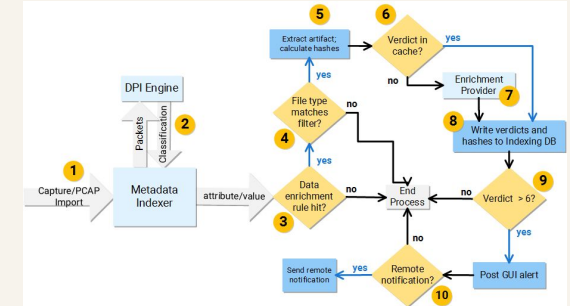 5
6
Extract artifact;
calculate hashes
Verdict in
cache?
yes
no
yes
Enrichment
Provider
7
DPI Engine
2
Packets
Classification
File type
matches
filter?
no
4
8
Write verdicts and
hashes to Indexing DB
1
Capture/PCAP
Import
Metadata
Indexer
attribute/value
yes
Data
enrichment
rule hit?
3
no
End
Process
no
Verdict > 6?
9
no
yes
Send remote
notification
yes
Remote
notification?
10
Post GUI alert